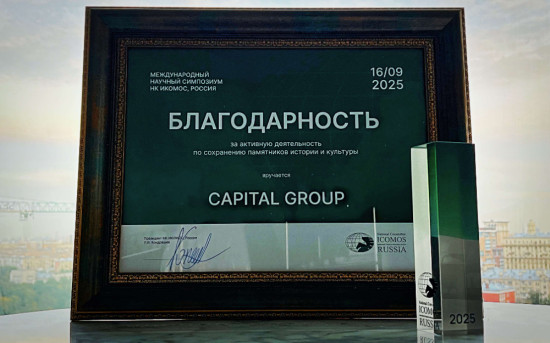 МЕЖДУНАРОДНЫЙ
НАУЧНЫЙ СИМПОЗИУМ
НК ИКОМОС, РОССИЯ
16/09
2025
БЛАГОДАРНОСТЬ
за активную деятельность
по сохранению памятников истории и культуры
вручается
CAPITAL GROUP
ICOMOS
RUSSIA
ICOMOS
RUSSIA
2025